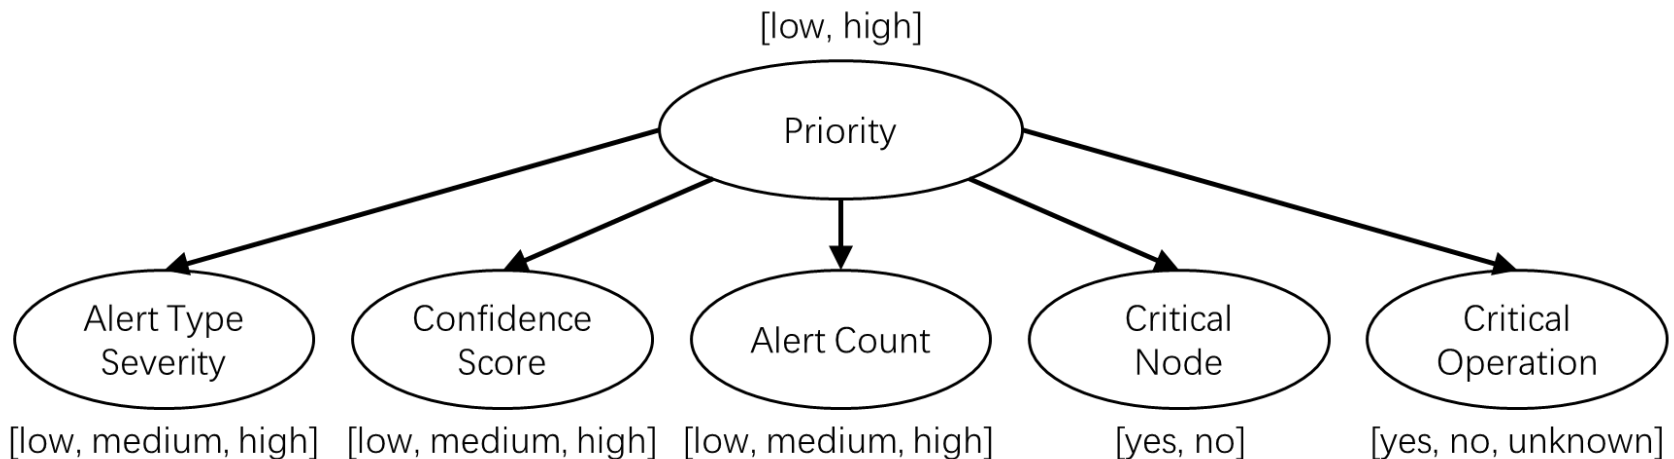 [low, high]
Priority
Alert Type
Severity
Confidence
Score
Alert Count
Critical
Node
Critical
Operation
[low, medium, high]
[low, medium, high]
[low, medium, high]
[yes, no]
[yes, no, unknown]